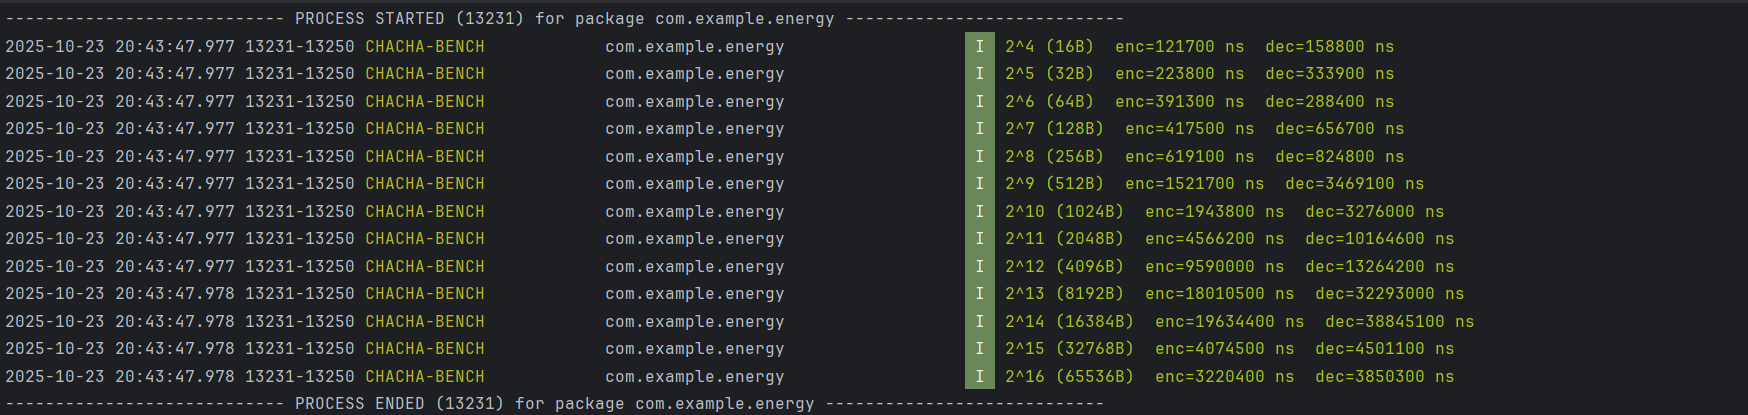 ---------------------------- PROCESS STARTED (13231) for package com.example.energy ----------------------------
2025-10-23 20:43:47.977 13231-13250 CHACHA-BENCH            com.example.energy                   I  2^4 (16B)  enc=121700 ns  dec=158800 ns
2025-10-23 20:43:47.977 13231-13250 CHACHA-BENCH            com.example.energy                   I  2^5 (32B)  enc=223800 ns  dec=333900 ns
2025-10-23 20:43:47.977 13231-13250 CHACHA-BENCH            com.example.energy                   I  2^6 (64B)  enc=391300 ns  dec=288400 ns
2025-10-23 20:43:47.977 13231-13250 CHACHA-BENCH            com.example.energy                   I  2^7 (128B)  enc=417500 ns  dec=656700 ns
2025-10-23 20:43:47.977 13231-13250 CHACHA-BENCH            com.example.energy                   I  2^8 (256B)  enc=619100 ns  dec=824800 ns
2025-10-23 20:43:47.977 13231-13250 CHACHA-BENCH            com.example.energy                   I  2^9 (512B)  enc=1521700 ns  dec=3469100 ns
2025-10-23 20:43:47.977 13231-13250 CHACHA-BENCH            com.example.energy                   I  2^10 (1024B)  enc=1943800 ns  dec=3276000 ns
2025-10-23 20:43:47.977 13231-13250 CHACHA-BENCH            com.example.energy                   I  2^11 (2048B)  enc=4566200 ns  dec=10164600 ns
2025-10-23 20:43:47.977 13231-13250 CHACHA-BENCH            com.example.energy                   I  2^12 (4096B)  enc=9590000 ns  dec=13264200 ns
2025-10-23 20:43:47.978 13231-13250 CHACHA-BENCH            com.example.energy                   I  2^13 (8192B)  enc=18010500 ns  dec=32293000 ns
2025-10-23 20:43:47.978 13231-13250 CHACHA-BENCH            com.example.energy                   I  2^14 (16384B)  enc=19634400 ns  dec=38845100 ns
2025-10-23 20:43:47.978 13231-13250 CHACHA-BENCH            com.example.energy                   I  2^15 (32768B)  enc=4074500 ns  dec=4501100 ns
2025-10-23 20:43:47.978 13231-13250 CHACHA-BENCH            com.example.energy                   I  2^16 (65536B)  enc=3220400 ns  dec=3850300 ns
---------------------------- PROCESS ENDED (13231) for package com.example.energy ----------------------------